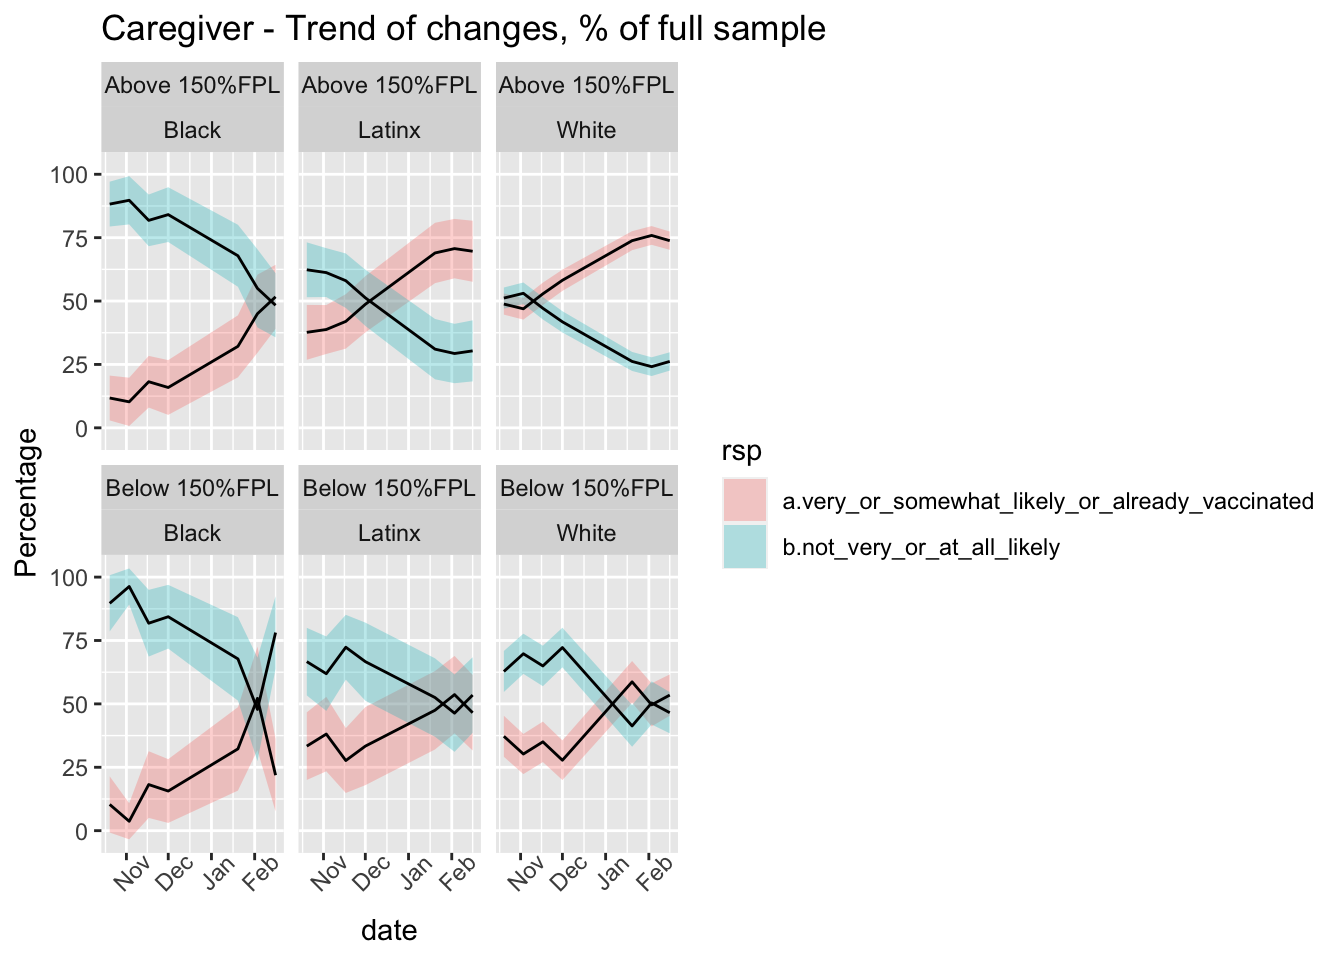 Caregiver - Trend of changes, % of full sample
Above 150%FPL Above 150%FPL Above 150%FPL
Black Latinx White
100
75
50
25
0
Below 150%FPL Below 150%FPL Below 150%FPL
Black Latinx White
100
75
50
25
0
Nov Dec Jan Feb Nov Dec Jan Feb Nov Dec Jan Feb
date
Percentage
rsp
a.very_or_somewhat_likely_or_already_vaccinated
b.not_very_or_at_all_likely